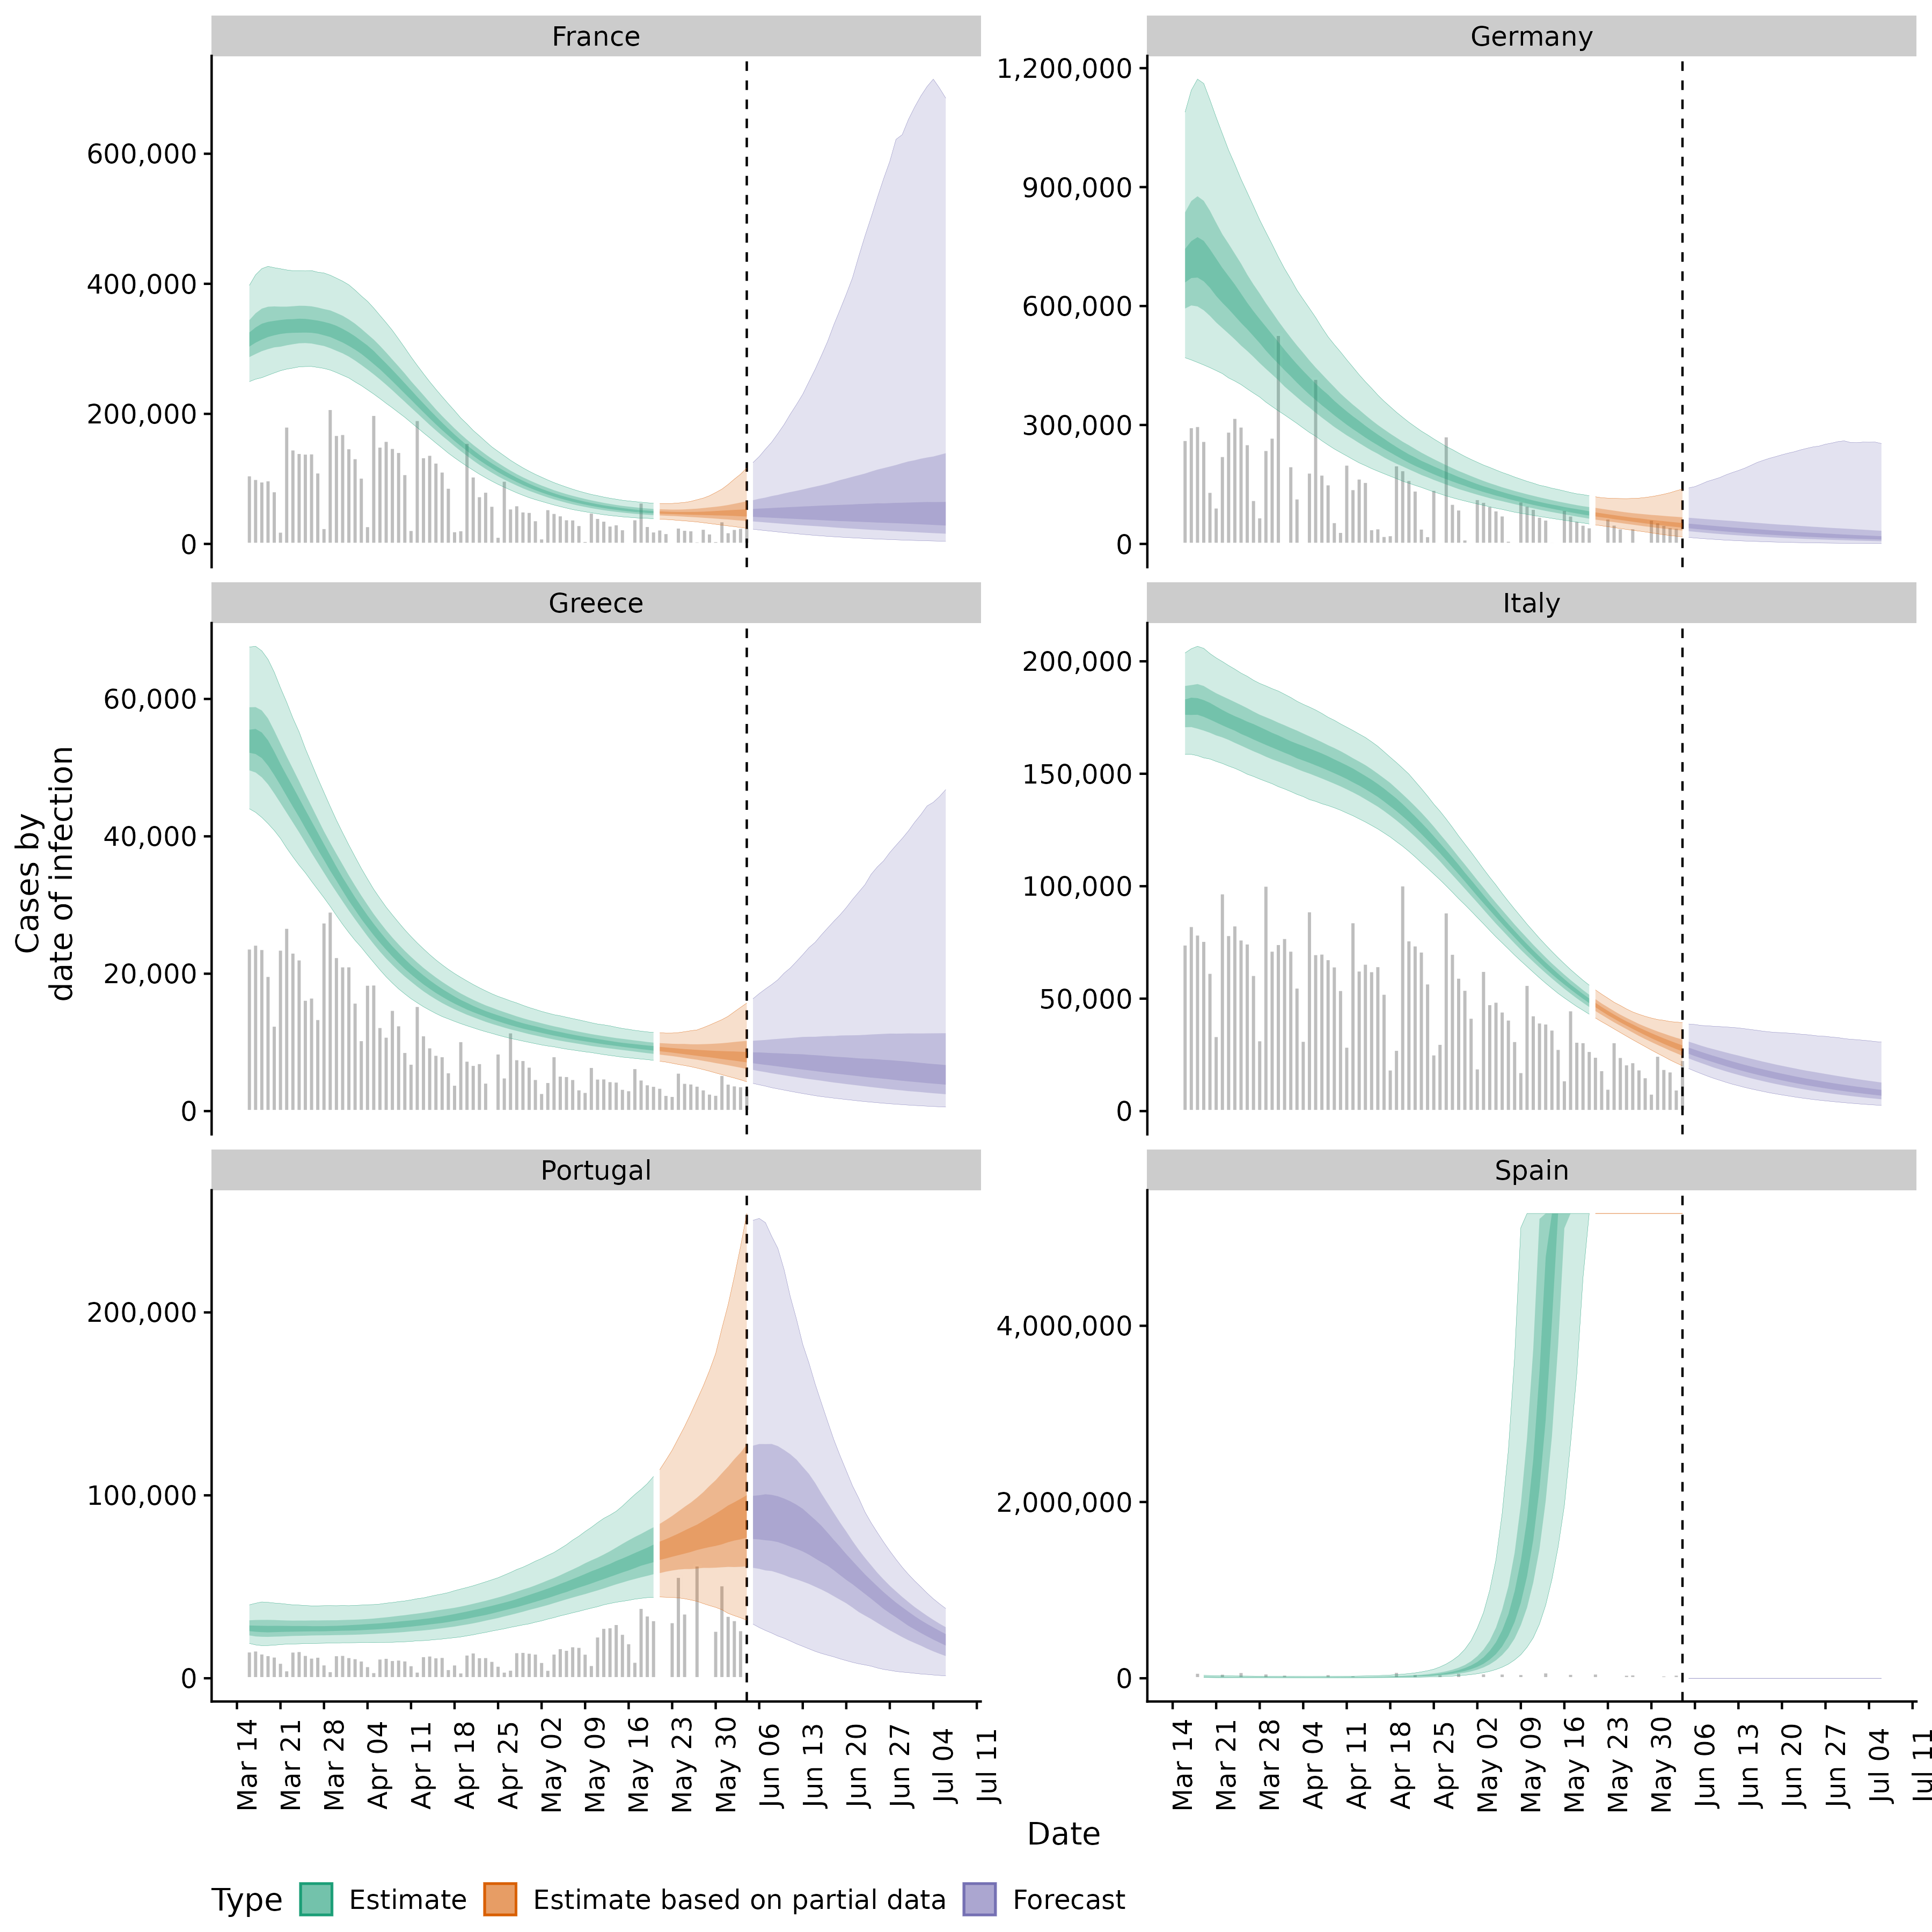 France
Germany
600,000
400,000
200,000
0
1,200,000
900,000
600,000
300,000
0
Greece
Italy
60,000
40,000
20,000
0
200,000
150,000
100,000
50,000
0
Portugal
Spain
200,000
100,000
0
4,000,000
2,000,000
0
Cases by
date of infection
Mar 14
Mar 21
Mar 28
Apr 04
Apr 11
Apr 18
Apr 25
May 02
May 09
May 16
May 23
May 30
Jun 06
Jun 13
Jun 20
Jun 27
Jul 04
Jul 11
Mar 14
Mar 21
Mar 28
Apr 04
Apr 11
Apr 18
Apr 25
May 02
May 09
May 16
May 23
May 30
Jun 06
Jun 13
Jun 20
Jun 27
Jul 04
Jul 11
Date
Type Estimate Estimate based on partial data Forecast